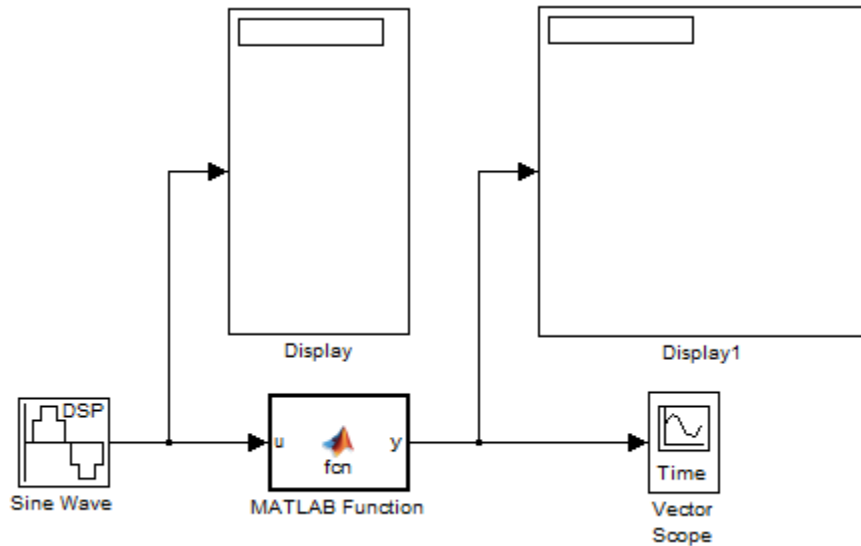 Display
Display1
DSP
Sine Wave
u
fcn
y
MATLAB Function
Time
Vector
Scope